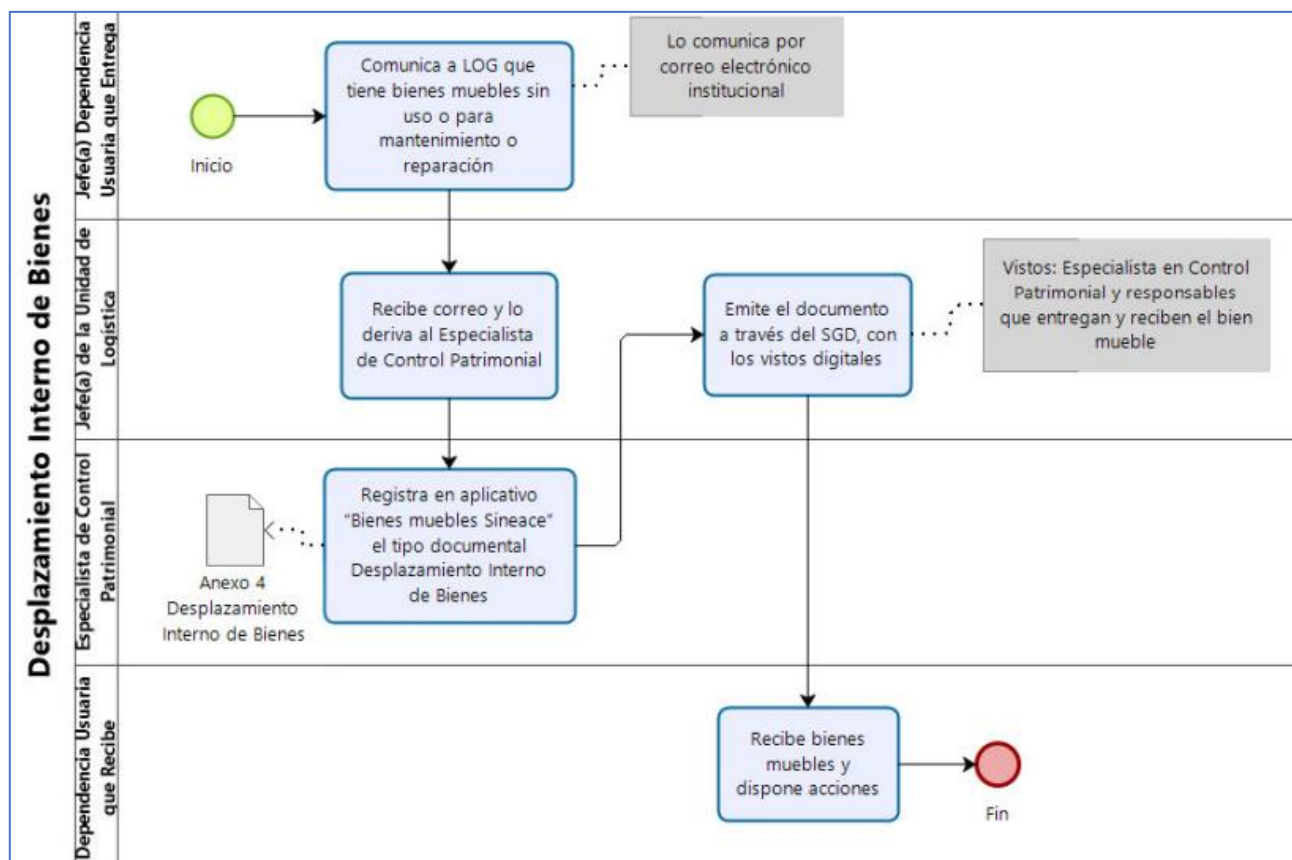 Desplazamiento Interno de Bienes
Jefe(a) Dependencia
Usuaria que Entrega
Inicio
Comunica a LOG que
tiene bienes muebles sin
uso o para
mantenimiento o
reparación
Lo comunica por
correo electrónico
institucional
Jefe(a) de la Unidad de
Logística
Recibe correo y lo
deriva al Especialista
de Control Patrimonial
Emite el documento
a través del SGD, con
los vistos digitales
Vistos: Especialista en Control
Patrimonial y responsables
que entregan y reciben el bien
mueble
Especialista de Control
Patrimonial
Anexo 4
Desplazamiento
Interno de Bienes
Registra en aplicativo
“Bienes muebles Sineace”
el tipo documental
Desplazamiento Interno
de Bienes
Dependencia Usuaria
que Recibe
Recibe bienes
muebles y
dispone acciones
Fin